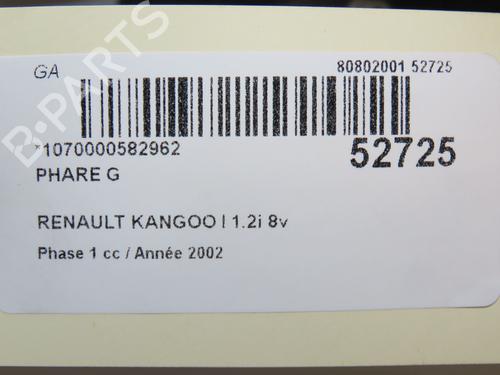 GA
80802001 52725
*1070000582962
52725
PHARE G
RENAULT KANGOO I 1.2i 8v
Phase 1 cc / Année 2002
B-PARTS